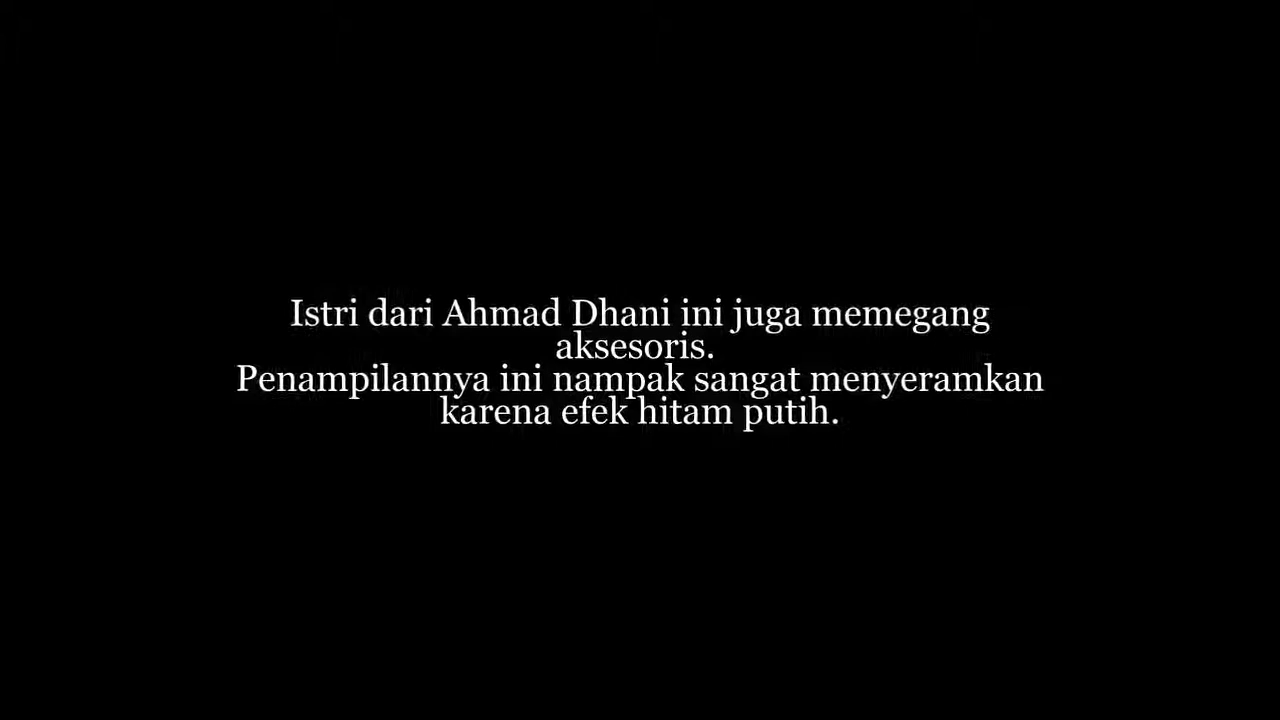 Istri dari Ahmad Dhani ini juga memegang
aksesoris.
Penampilannya ini nampak sangat menyeramkan
karena efek hitam putih.